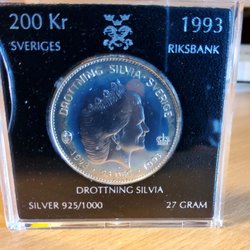 200 Kr
1993
SVERIGES
RIKSBANK
DROTTNING SILVIA · SVERIGE
DROTTNING SILVIA
SILVER 925/1000
27 GRAM